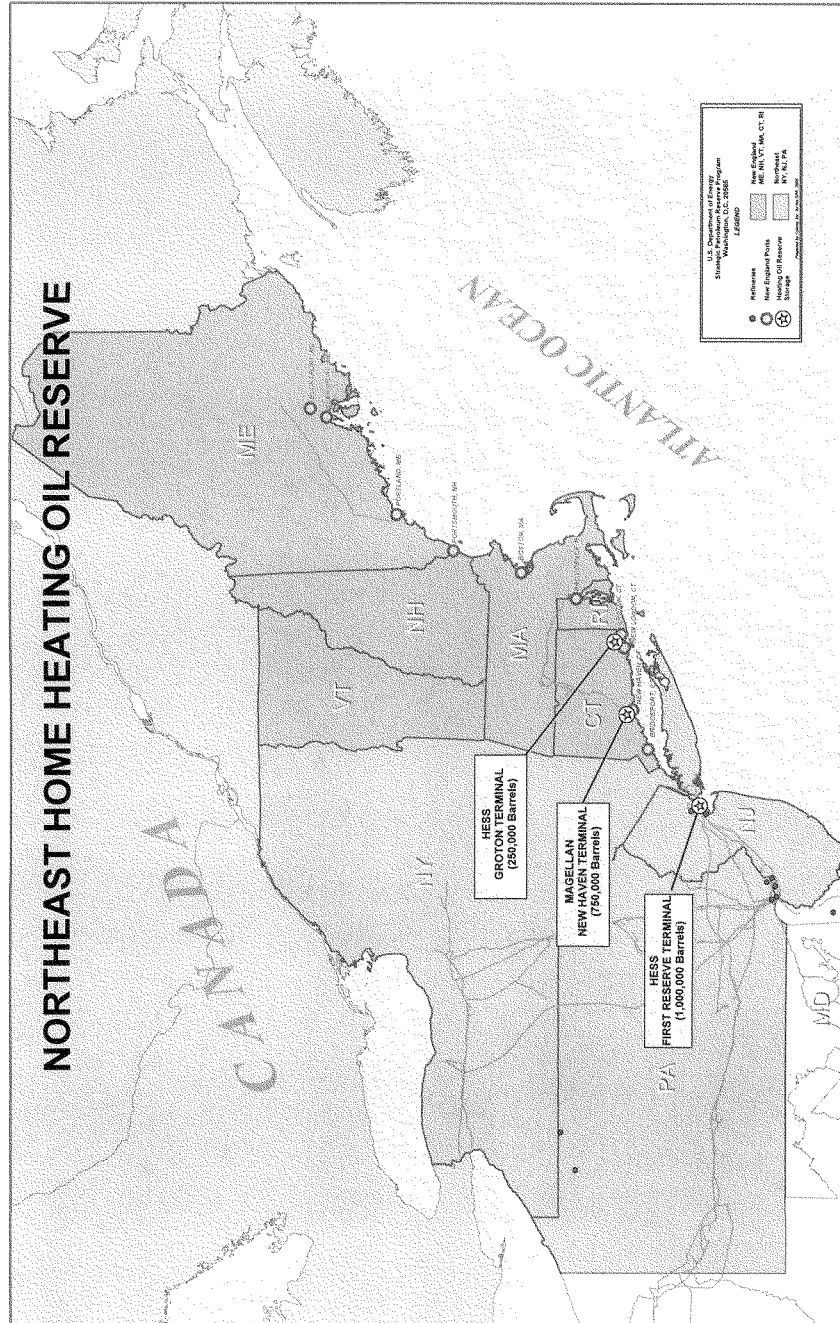 NORTHEAST HOME HEATING OIL RESERVE
CANADA
ME
VT
NH
NY
MA
CT
RI
PA
NJ
MD
ATLANTIC OCEAN
PORTLAND, ME
PORTSMOUTH, NH
BOSTON, MA
NEW LONDON, CT
NEW HAVEN
BRIDGEPORT,
HESS
GROTON TERMINAL
(250,000 Barrels)
MAGELLAN
NEW HAVEN TERMINAL
(750,000 Barrels)
HESS
FIRST RESERVE TERMINAL
(1,000,000 Barrels)
U.S. Department of Energy
Strategic Petroleum Reserve Program
Washington, D.C. 20585
LEGEND
Refineries
New England Ports
Heating Oil Reserve
Storage
New England
ME, NH, VT, MA, CT, RI
Northeast
NY, NJ, PA